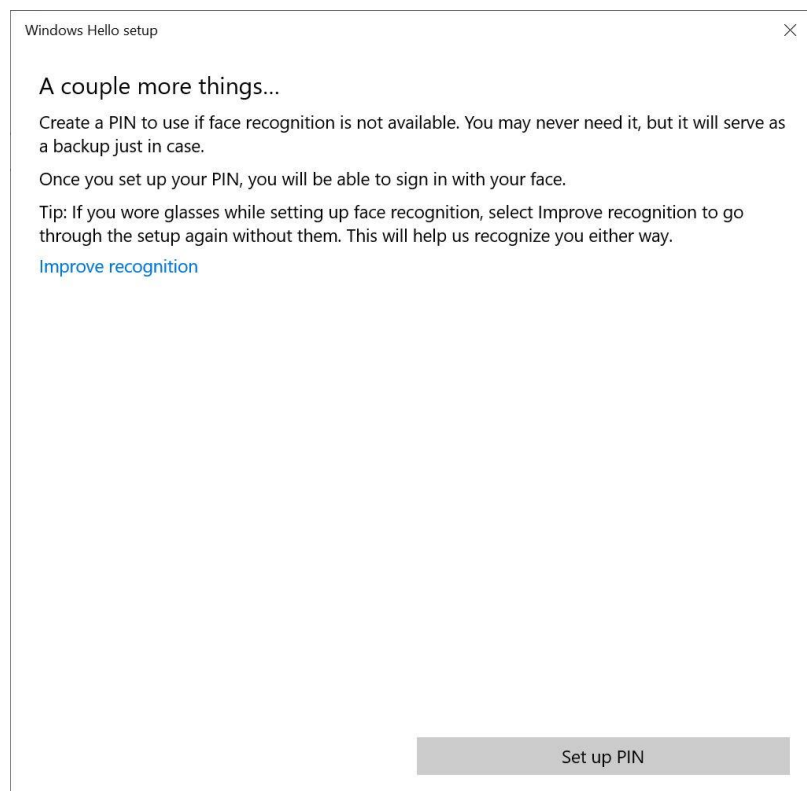 Windows Hello setup
A couple more things...
Create a PIN to use if face recognition is not available. You may never need it, but it will serve as
a backup just in case.
Once you set up your PIN, you will be able to sign in with your face.
Tip: If you wore glasses while setting up face recognition, select Improve recognition to go
through the setup again without them. This will help us recognize you either way.
Improve recognition
Set up PIN